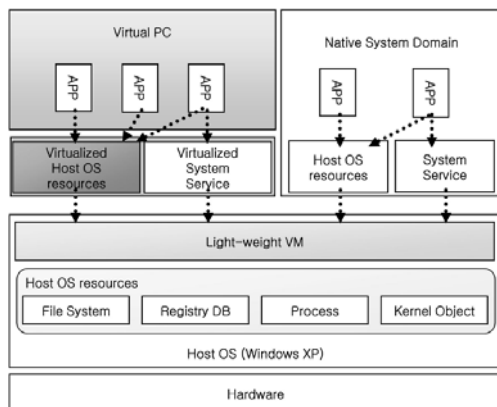 Virtual PC
APP
APP
APP
Virtualized
Host OS
resources
Virtualized
System
Service
Native System Domain
APP
APP
Host OS
resources
System
Service
Light-weight VM
Host OS resources
File System
Registry DB
Process
Kernel Object
Host OS (Windows XP)
Hardware